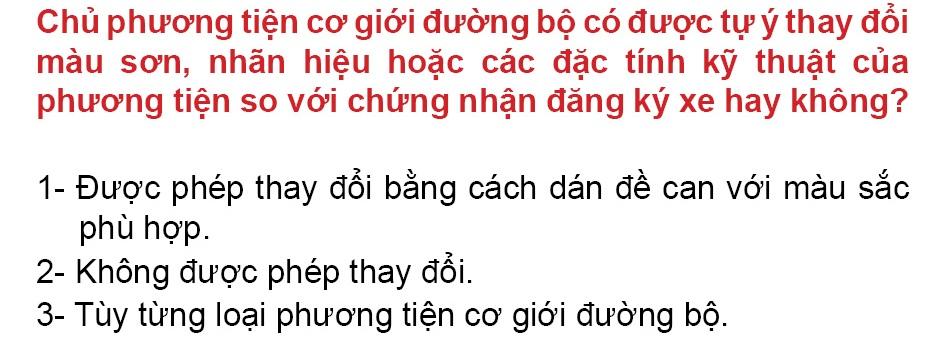 Chủ phương tiện cơ giới đường bộ có được tự ý thay đổi
màu sơn, nhãn hiệu hoặc các đặc tính kỹ thuật của
phương tiện so với chứng nhận đăng ký xe hay không?
1- Được phép thay đổi bằng cách dán đề can với màu sắc
phù hợp.
2- Không được phép thay đổi.
3- Tùy từng loại phương tiện cơ giới đường bộ.